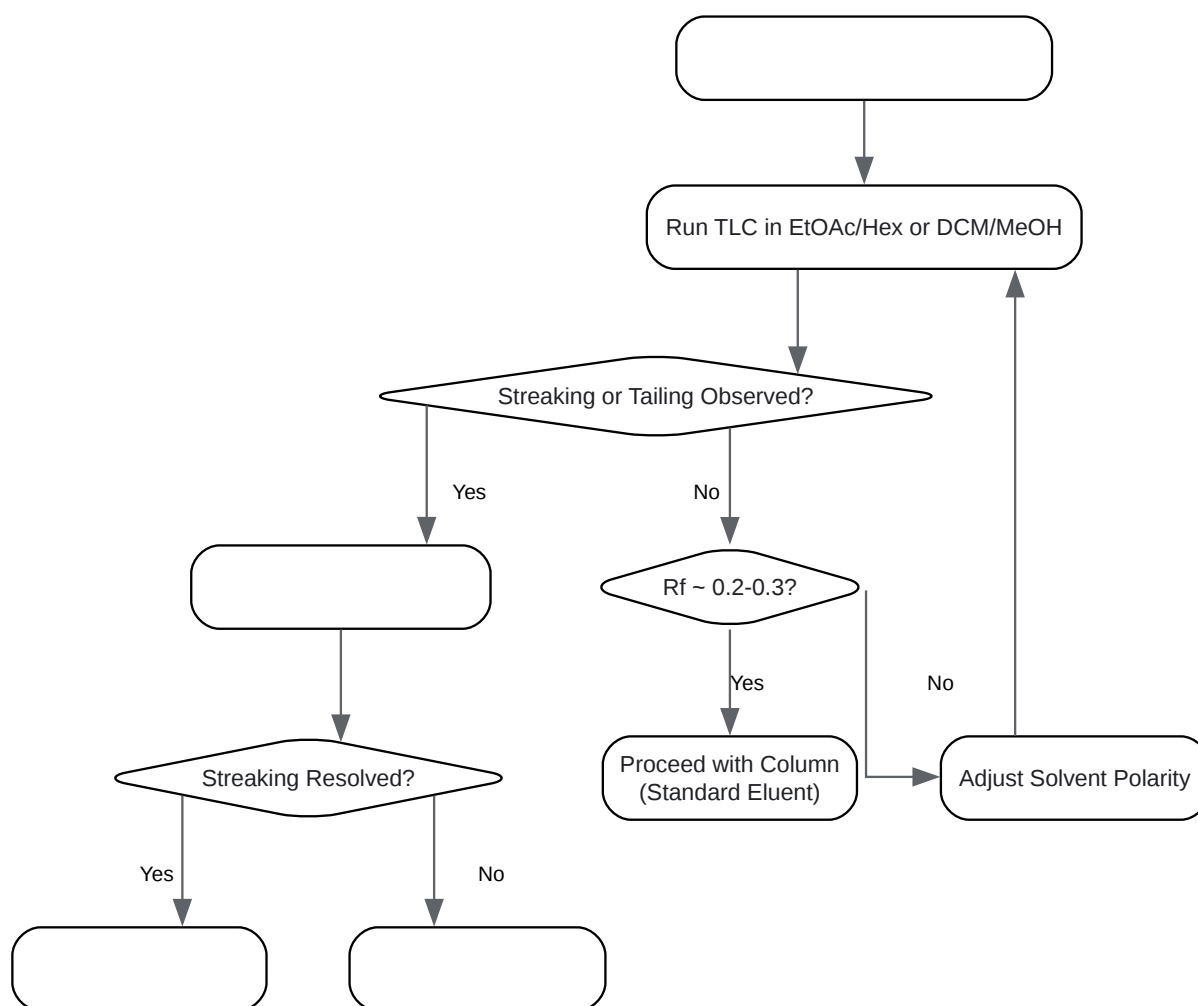 Run TLC in EtOAc/Hex or DCM/MeOH
Streaking or Tailing Observed?
Yes
No
Rf ~ 0.2-0.3?
Yes
No
Proceed with Column
(Standard Eluent)
Adjust Solvent Polarity
Streaking Resolved?
Yes
No